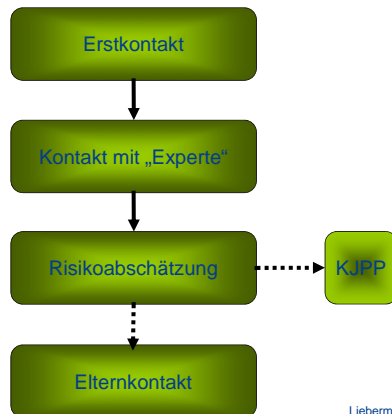 Erstkontakt
Kontakt mit „Experte“
Risikoabschätzung
KJPP
Elternkontakt